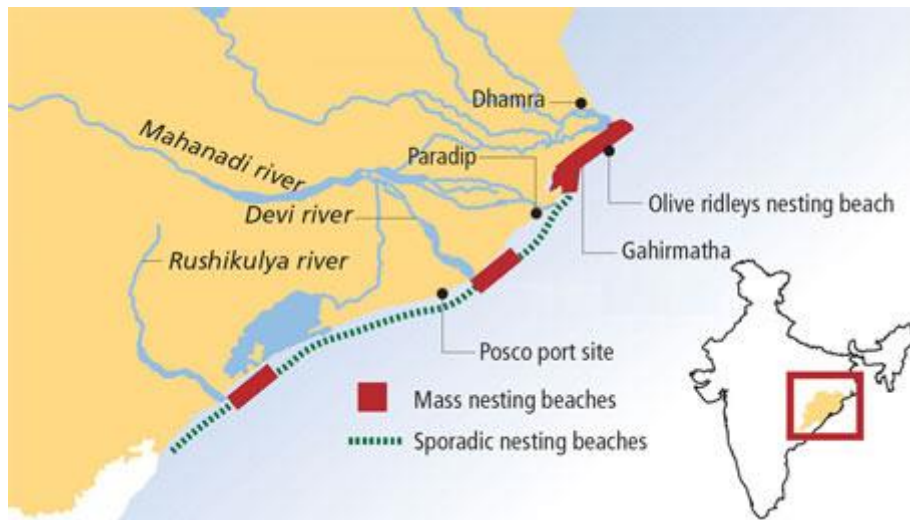 Dhamra
Mahanadi river
Paradip
Devi river
Olive ridleys nesting beach
Rushikulya river
Gahirmatha
Posco port site
Mass nesting beaches
Sporadic nesting beaches